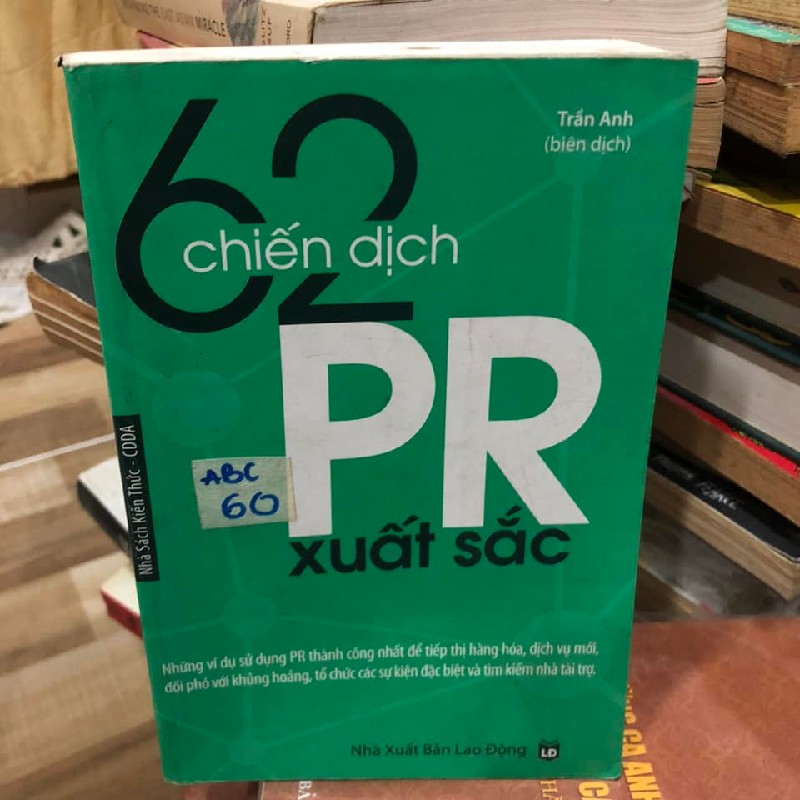 MIRACLE
Trần Anh
(biên dịch)
62
chiến dịch
PR
xuất sắc
ABC
60
Nhà Sách Kiến Thức - CDDA
Những ví dụ sử dụng PR thành công nhất để tiếp thị hàng hóa, dịch vụ mới,
đối phó với khủng hoảng, tổ chức các sự kiện đặc biệt và tìm kiếm nhà tài trợ.
Nhà Xuất Bản Lao Động
LĐ